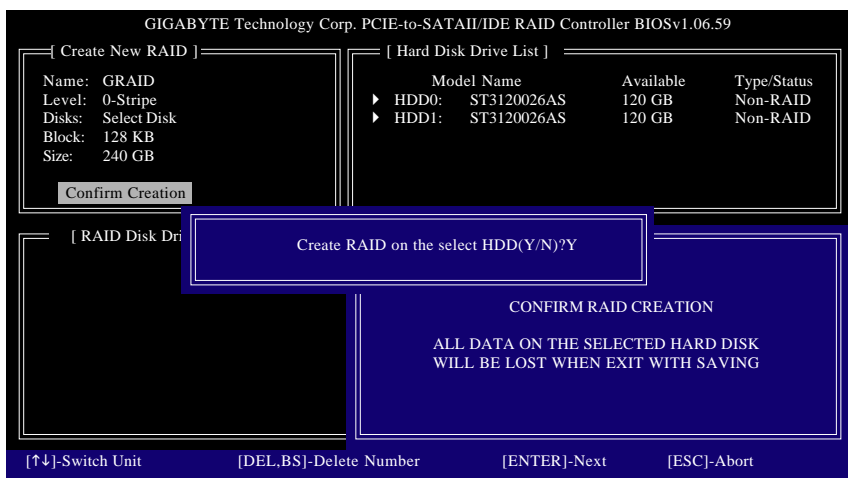 GIGABYTE Technology Corp. PCIE-to-SATAII/IDE RAID Controller BIOSv1.06.59
[ Create New RAID ]
Name: GRAID
Level: 0-Stripe
Disks: Select Disk
Block: 128 KB
Size: 240 GB
Confirm Creation
[ Hard Disk Drive List ]
Model Name Available Type/Status
HDD0: ST3120026AS 120 GB Non-RAID
HDD1: ST3120026AS 120 GB Non-RAID
[ RAID Disk Dri
Create RAID on the select HDD(Y/N)?Y
CONFIRM RAID CREATION
ALL DATA ON THE SELECTED HARD DISK
WILL BE LOST WHEN EXIT WITH SAVING
[↑↓]-Switch Unit [DEL,BS]-Delete Number [ENTER]-Next [ESC]-Abort